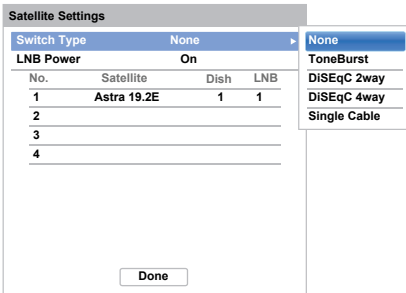 Satellite Settings
Switch Type None
LNB Power On
No. Satellite Dish LNB
1 Astra 19.2E 1 1
2
3
4
Done
None
ToneBurst
DiSEqC 2way
DiSEqC 4way
Single Cable